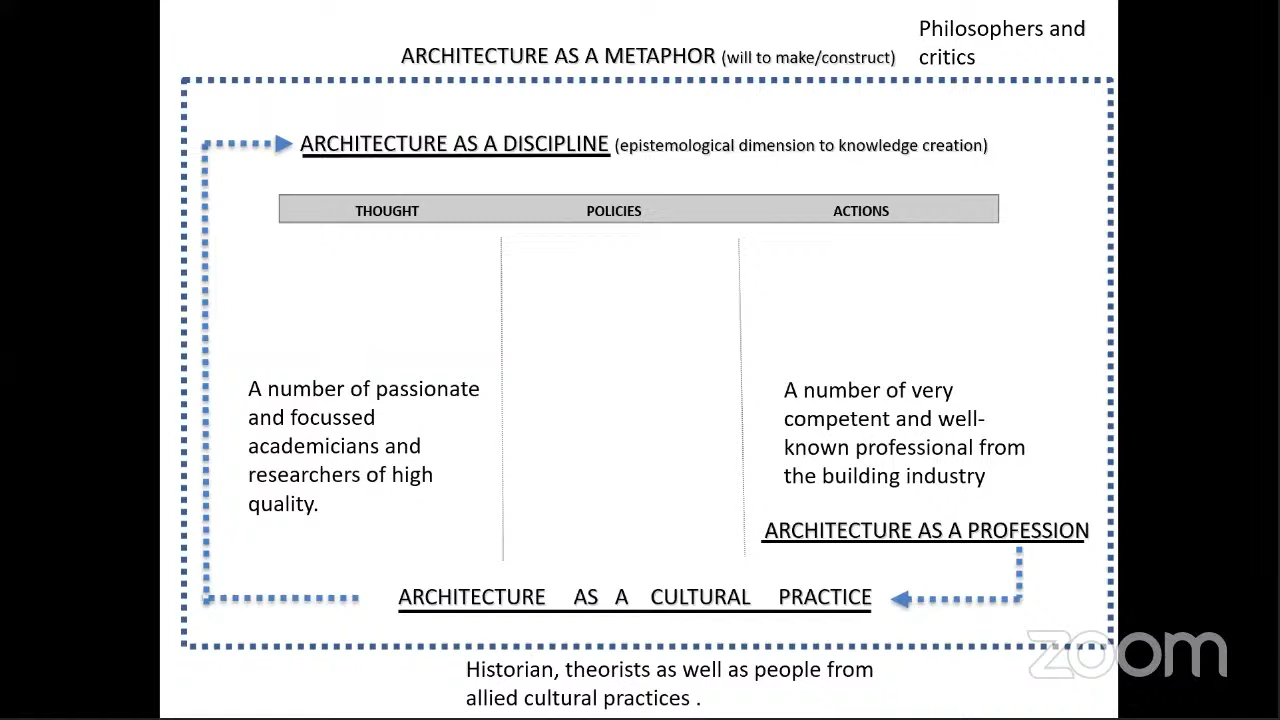 Philosophers and
critics
ARCHITECTURE AS A METAPHOR (will to make/construct)
ARCHITECTURE AS A DISCIPLINE (epistemological dimension to knowledge creation)
THOUGHT POLICIES ACTIONS
A number of passionate
and focussed
academicians and
researchers of high
quality.
A number of very
competent and well-
known professional from
the building industry
ARCHITECTURE AS A PROFESSION
ARCHITECTURE AS A CULTURAL PRACTICE
Historian, theorists as well as people from
allied cultural practices .
zoom